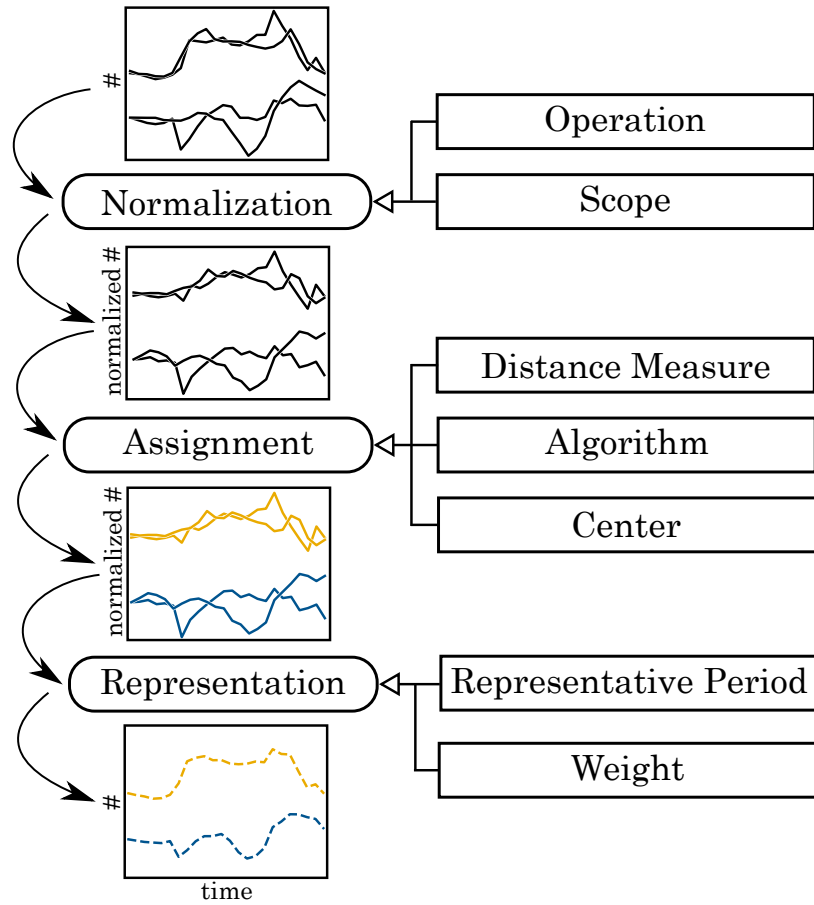 #
Operation
Normalization
Scope
normalized #
Distance Measure
Assignment
Algorithm
normalized #
Center
Representation
Representative Period
#
Weight
time